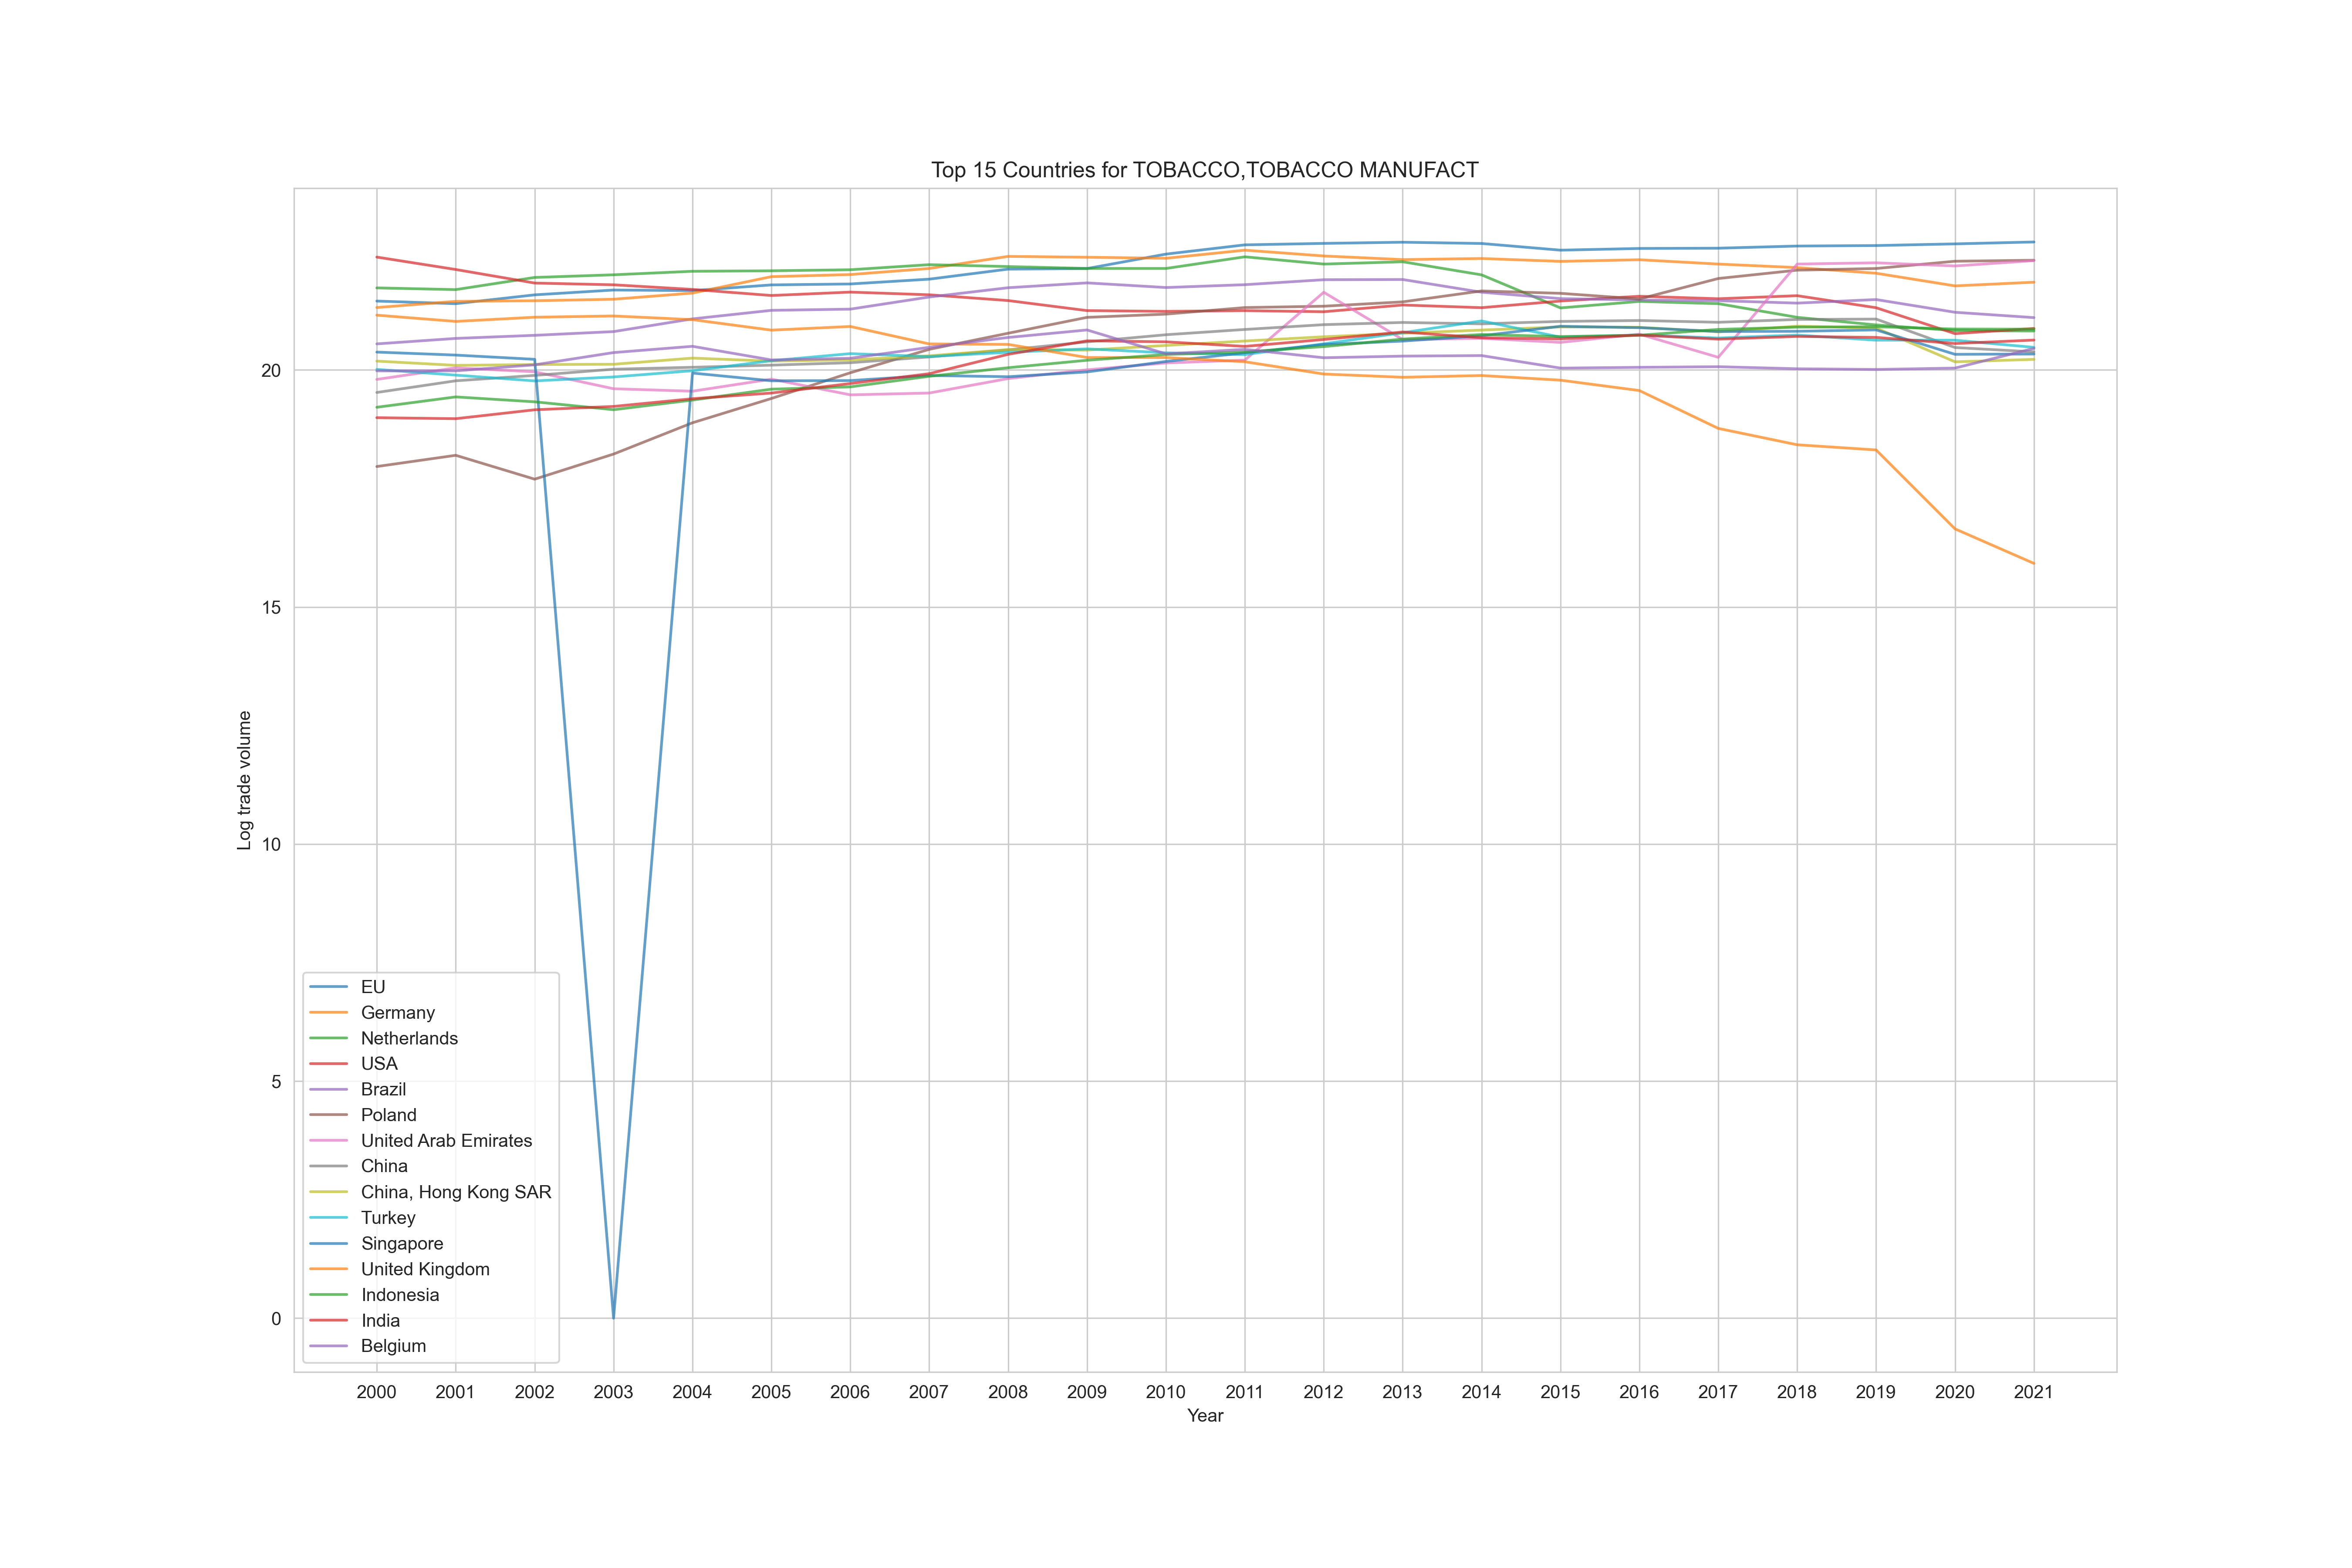 Top 15 Countries for TOBACCO,TOBACCO MANUFACT
Log trade volume
20
15
10
5
0
EU
Germany
Netherlands
USA
Brazil
Poland
United Arab Emirates
China
China, Hong Kong SAR
Turkey
Singapore
United Kingdom
Indonesia
India
Belgium
2000 2001 2002 2003 2004 2005 2006 2007 2008 2009 2010 2011 2012 2013 2014 2015 2016 2017 2018 2019 2020 2021
Year